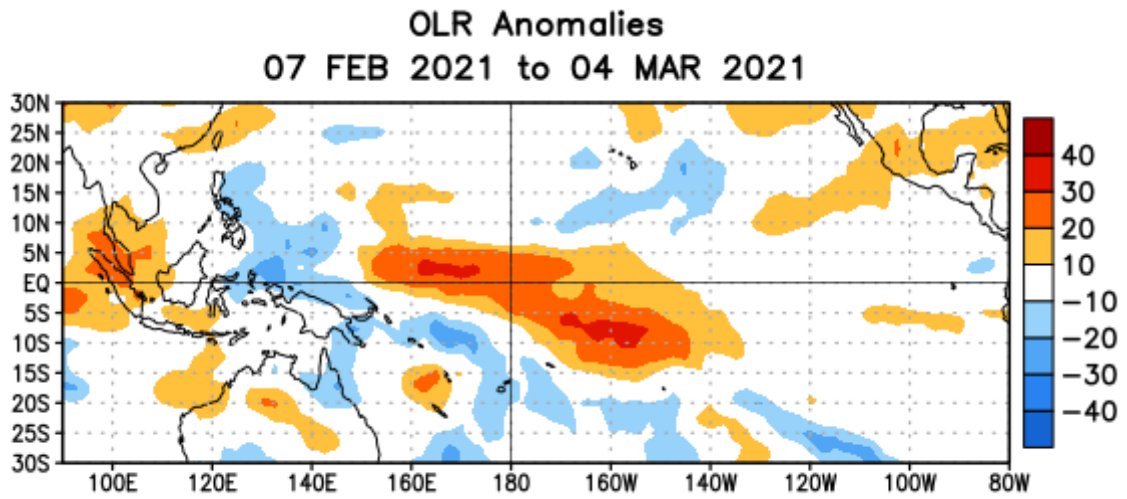 OLR Anomalies
07 FEB 2021 to 04 MAR 2021
30N
25N
20N
15N
10N
5N
EQ
5S
10S
15S
20S
25S
30S
100E 120E 140E 160E 180 160W 140W 120W 100W 80W
40
30
20
10
-10
-20
-30
-40